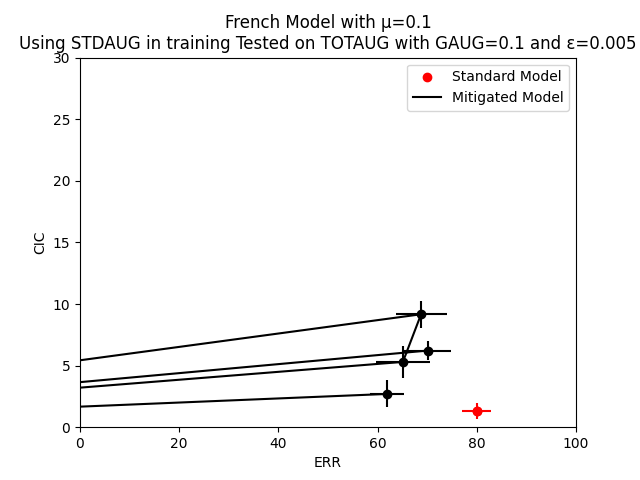 French Model with μ=0.1
Using STDAUG in training Tested on TOTAUG with GAUG=0.1 and ε=0.005
30
Standard Model
Mitigated Model
25
20
15
CIC
10
5
0
0 20 40 60 80 100
ERR